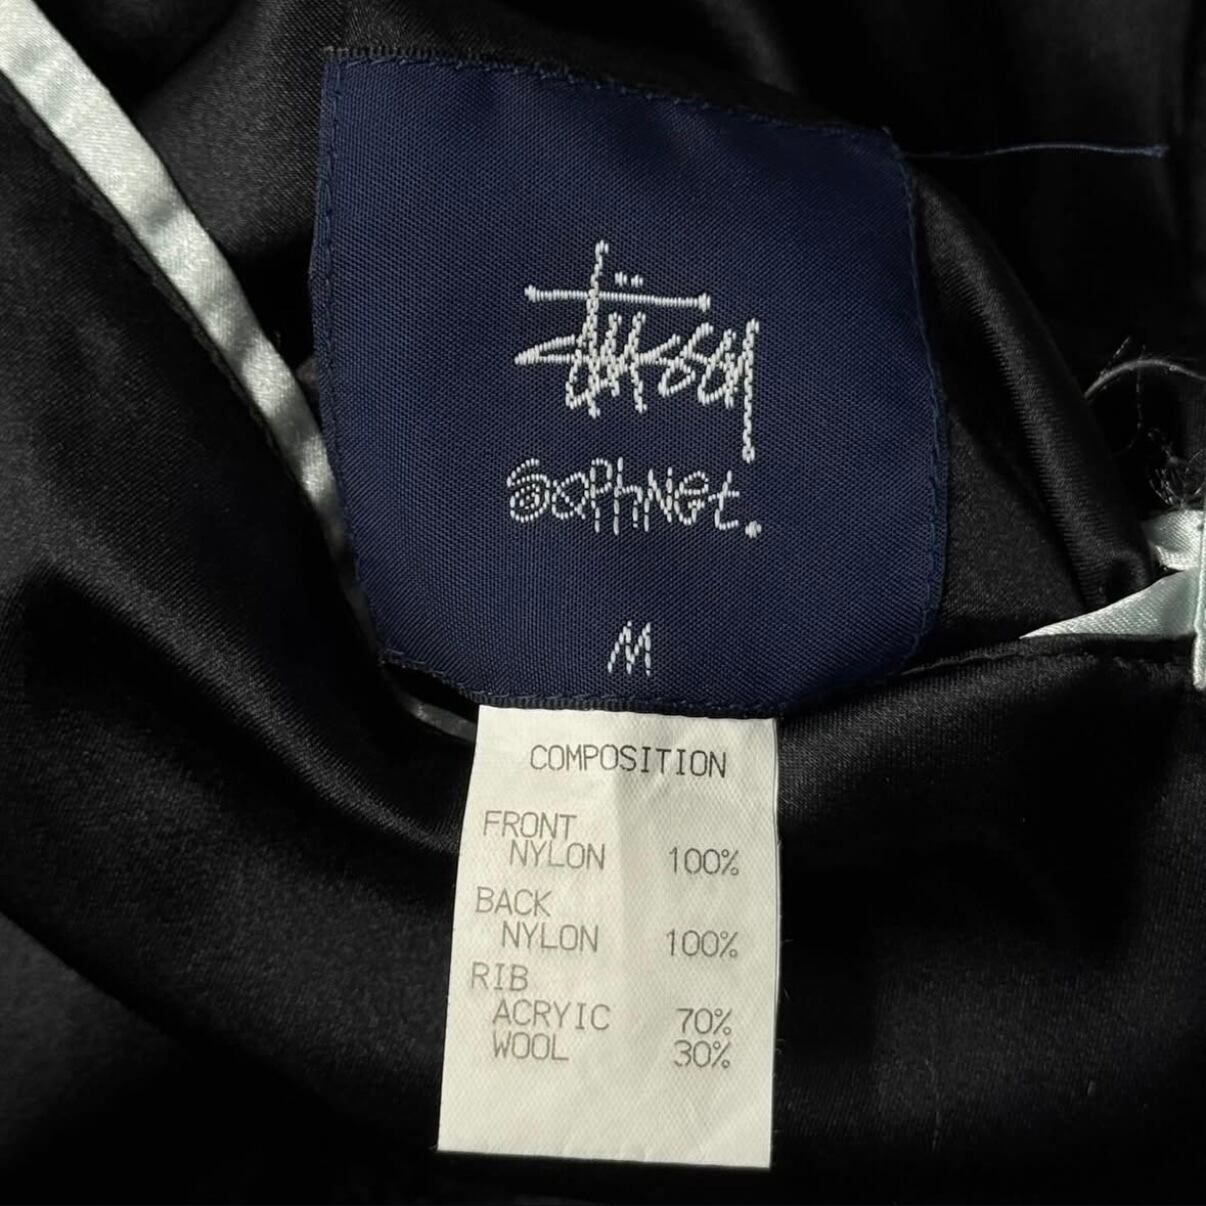 Stüssy
SOPHNET.
M
COMPOSITION
FRONT
NYLON 100%
BACK
NYLON 100%
RIB
ACRYIC 70%
WOOL 30%